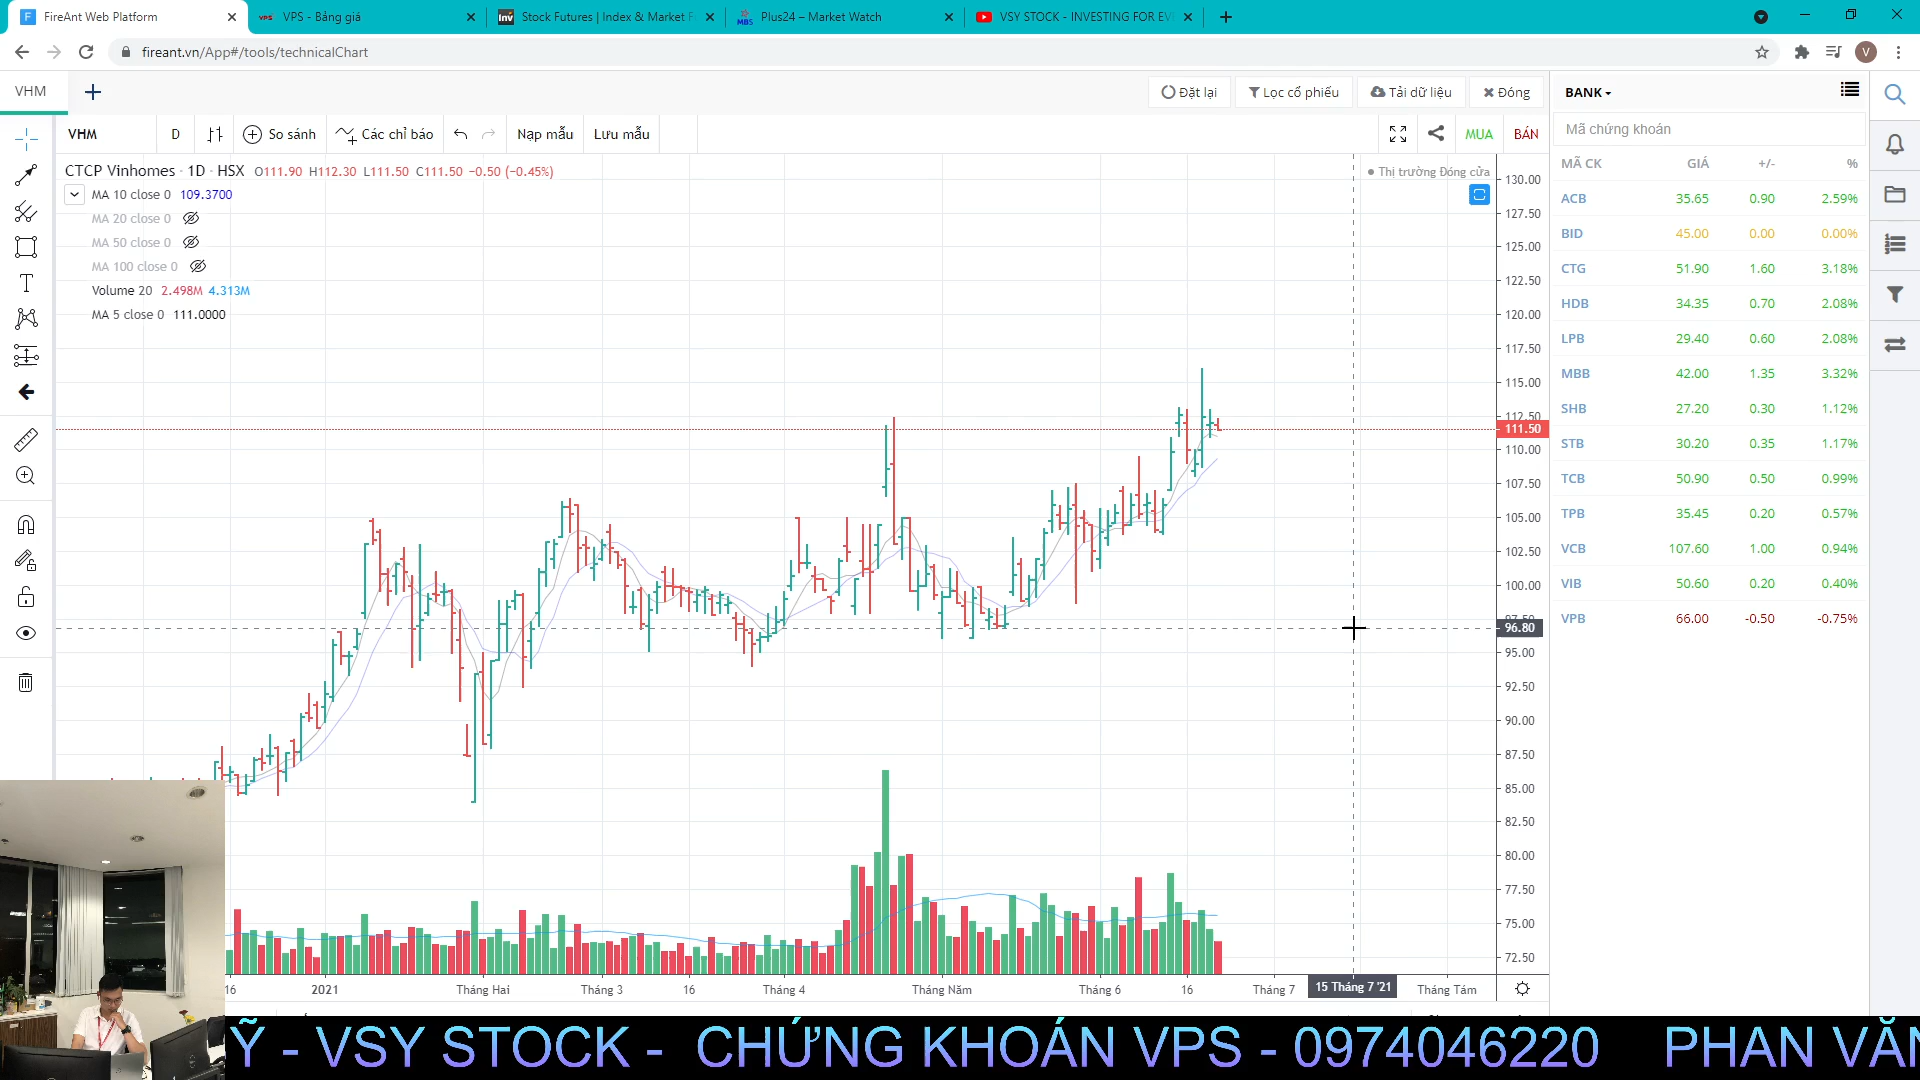 FireAnt Web Platform
VPS - Bảng giá
Stock Futures | Index & Market F
Plus24 – Market Watch
VSY STOCK - INVESTING FOR EV
fireant.vn/App#/tools/technicalChart
V
VHM
Đặt lại
Lọc cổ phiếu
Tải dữ liệu
Đóng
VHM
D
So sánh
Các chỉ báo
Nạp mẫu
Lưu mẫu
MUA
BÁN
CTCP Vinhomes · 1D · HSX O111.90 H112.30 L111.50 C111.50 −0.50 (−0.45%)
Thị trường Đóng cửa
MA 10 close 0 109.3700
MA 20 close 0
MA 50 close 0
MA 100 close 0
Volume 20 2.498M 4.313M
MA 5 close 0 111.0000
130.00
127.50
125.00
122.50
120.00
117.50
115.00
112.50
111.50
110.00
107.50
105.00
102.50
100.00
97.50
96.80
95.00
92.50
90.00
87.50
85.00
82.50
80.00
77.50
75.00
72.50
16 2021 Tháng Hai Tháng 3 16 Tháng 4 Tháng Năm Tháng 6 16 Tháng 7 15 Tháng 7 '21 Tháng Tám
BANK
Mã chứng khoán
MÃ CK GIÁ +/- %
ACB 35.65 0.90 2.59%
BID 45.00 0.00 0.00%
CTG 51.90 1.60 3.18%
HDB 34.35 0.70 2.08%
LPB 29.40 0.60 2.08%
MBB 42.00 1.35 3.32%
SHB 27.20 0.30 1.12%
STB 30.20 0.35 1.17%
TCB 50.90 0.50 0.99%
TPB 35.45 0.20 0.57%
VCB 107.60 1.00 0.94%
VIB 50.60 0.20 0.40%
VPB 66.00 -0.50 -0.75%
Ỹ - VSY STOCK - CHỨNG KHOÁN VPS - 0974046220 PHAN VĂN